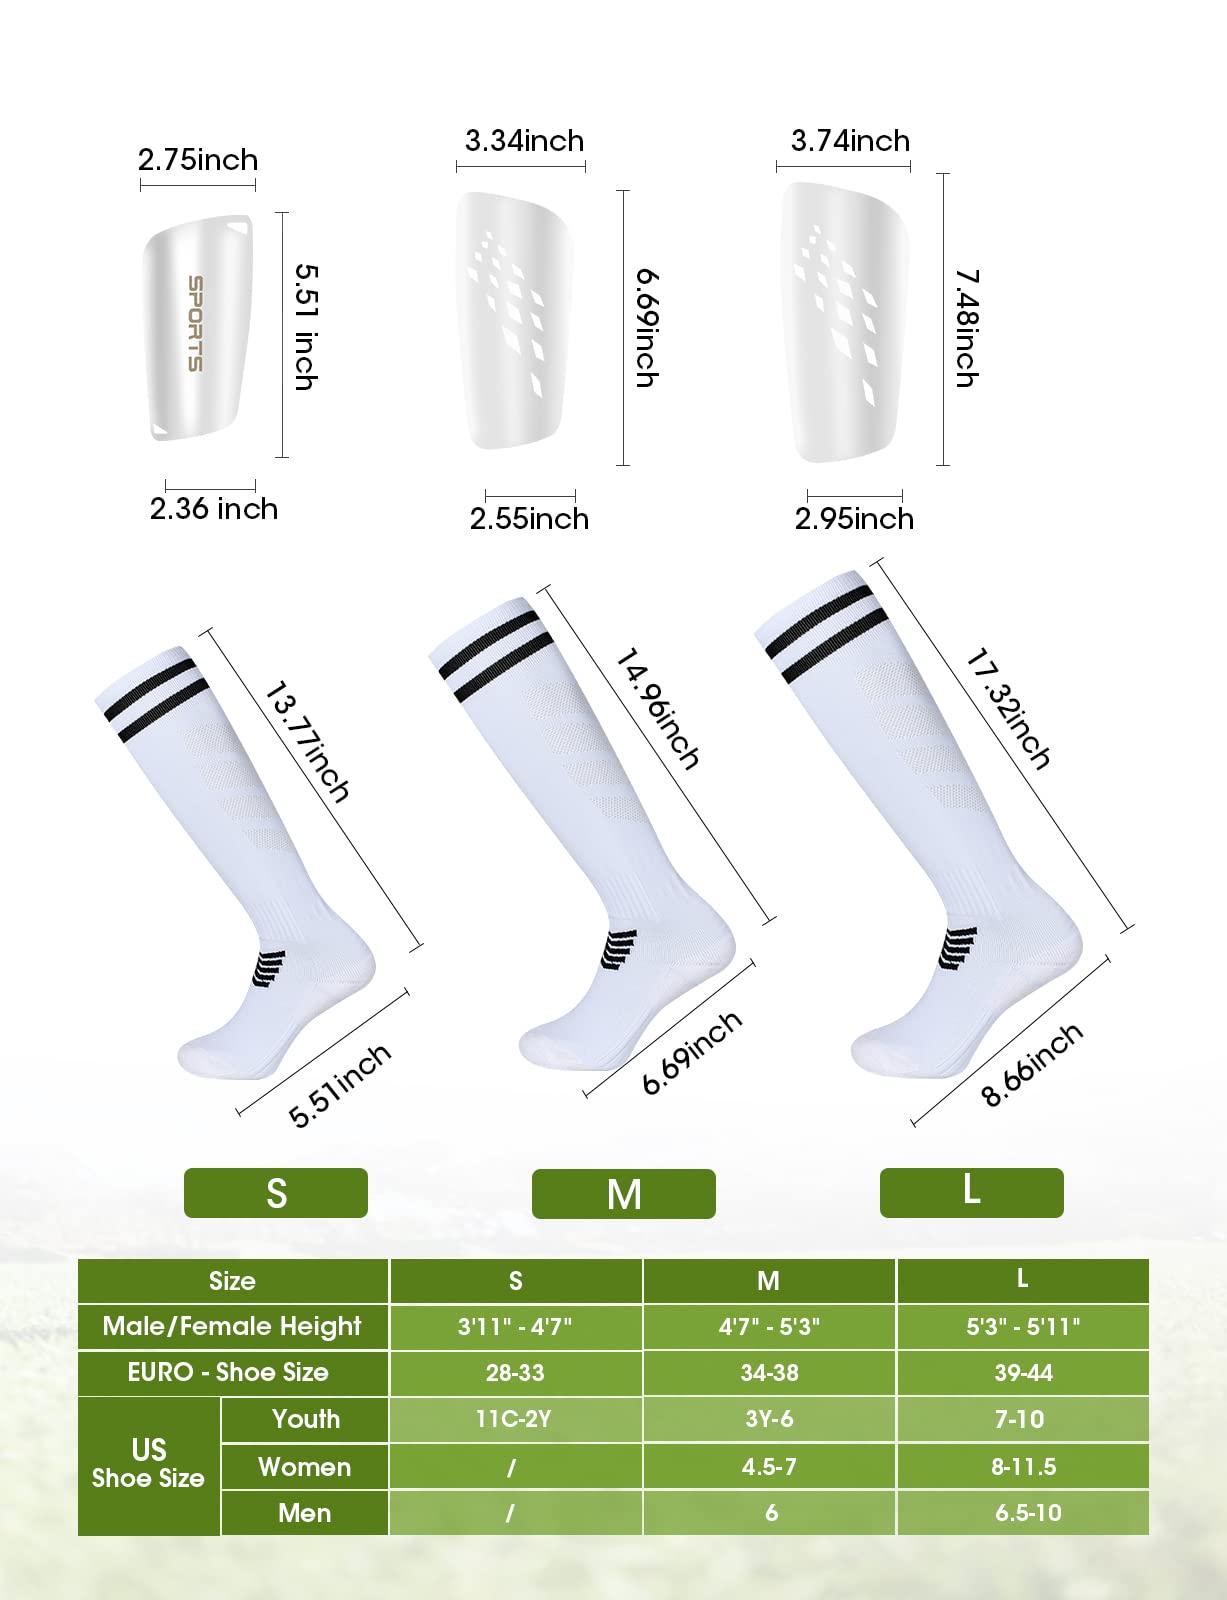 2.75inch
3.34inch
3.74inch
SPORTS
5.51 inch
6.69inch
7.48inch
2.36 inch
2.55inch
2.95inch
13.77inch
14.96inch
17.32inch
5.51inch
6.69inch
8.66inch
S
M
L
Size S M L
Male/Female Height 3'11" - 4'7" 4'7" - 5'3" 5'3" - 5'11"
EURO - Shoe Size 28-33 34-38 39-44
US
Shoe Size
Youth 11C-2Y 3Y-6 7-10
Women / 4.5-7 8-11.5
Men / 6 6.5-10